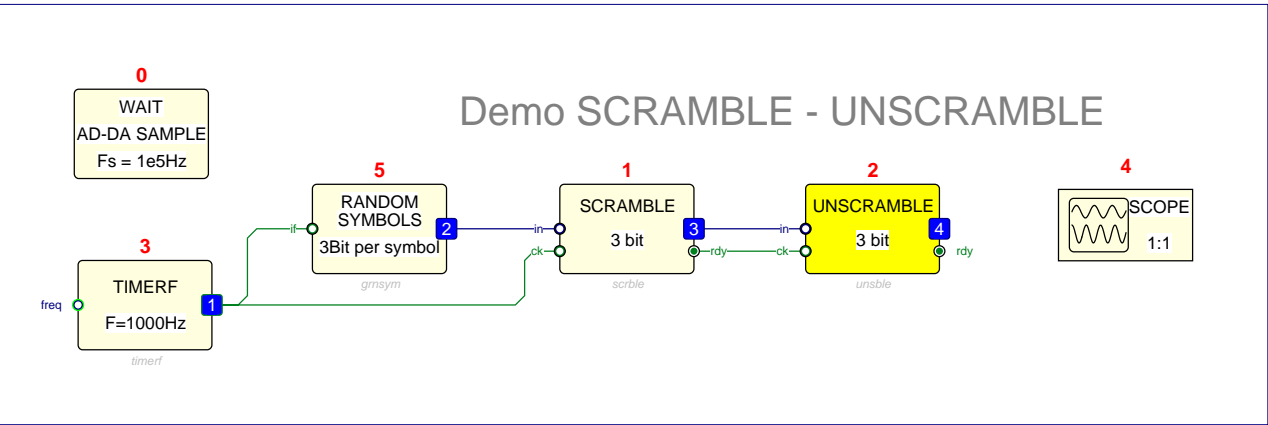 0
WAIT
AD-DA SAMPLE
Fs = 1e5Hz
Demo SCRAMBLE - UNSCRAMBLE
5
RANDOM
SYMBOLS
3Bit per symbol
if
2
grnsym
1
SCRAMBLE
3 bit
in
ck
3
rdy
scrble
2
UNSCRAMBLE
3 bit
in
ck
4
rdy
unsble
4
SCOPE
1:1
3
TIMERF
F=1000Hz
freq
1
timerf